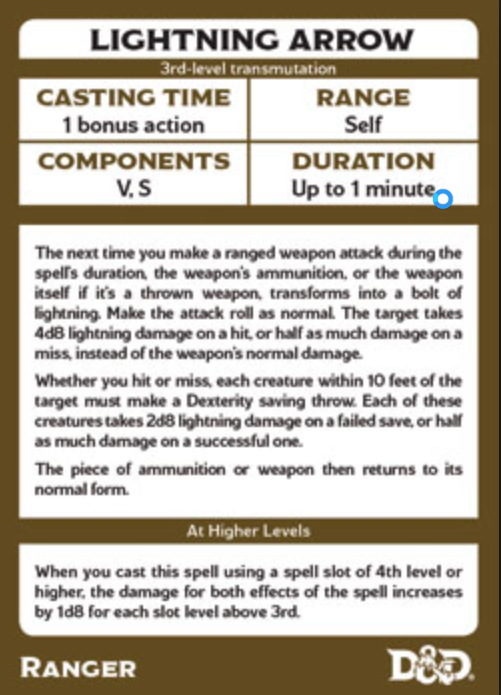 LIGHTNING ARROW
3rd-level transmutation
CASTING TIME
1 bonus action
RANGE
Self
COMPONENTS
V, S
DURATION
Up to 1 minute
The next time you make a ranged weapon attack during the
spell's duration, the weapon's ammunition, or the weapon
itself if it's a thrown weapon, transforms into a bolt of
lightning. Make the attack roll as normal. The target takes
4d8 lightning damage on a hit, or half as much damage on a
miss, instead of the weapon's normal damage.
Whether you hit or miss, each creature within 10 feet of the
target must make a Dexterity saving throw. Each of these
creatures takes 2d8 lightning damage on a failed save, or half
as much damage on a successful one.
The piece of ammunition or weapon then returns to its
normal form.
At Higher Levels
When you cast this spell using a spell slot of 4th level or
higher, the damage for both effects of the spell increases
by 1d8 for each slot level above 3rd.
RANGER
D&D